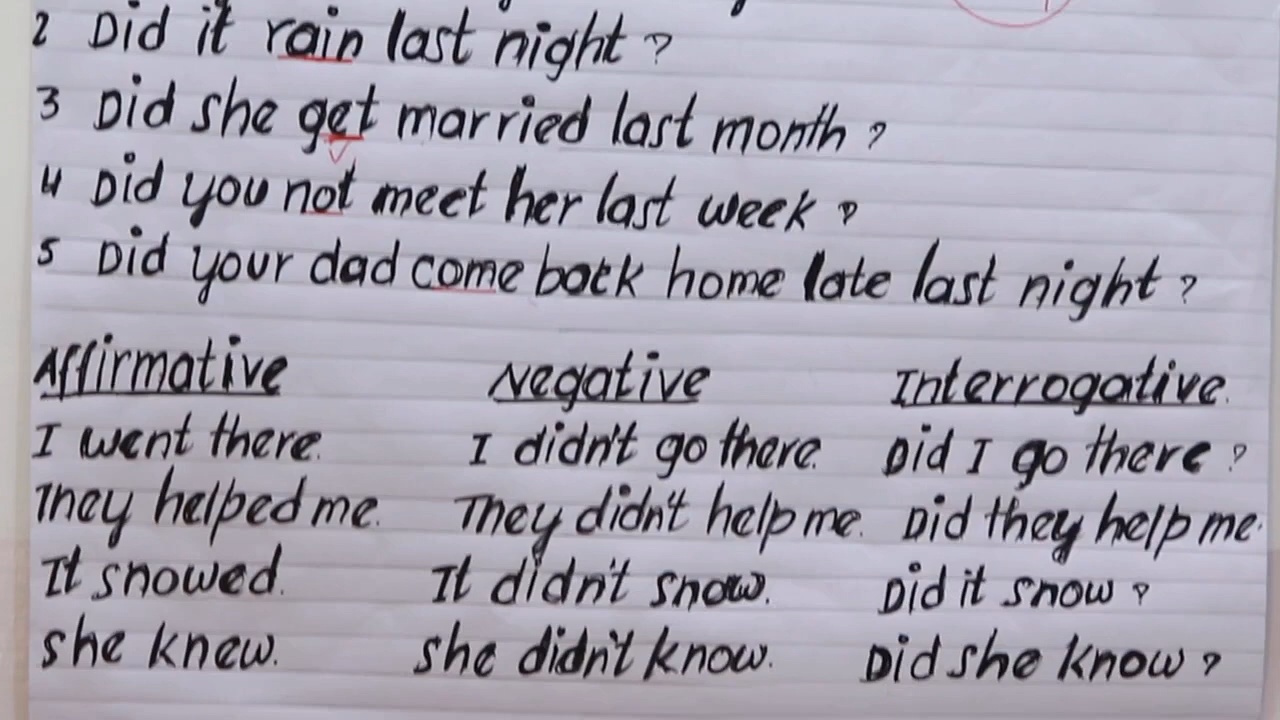 2 Did it rain last night ?
3 Did she get married last month ?
4 Did you not meet her last week ?
5 Did your dad come back home late last night ?
Affirmative Negative Interrogative.
I went there. I didn't go there. Did I go there ?
They helped me. They didn't help me. Did they help me.
It snowed. It didn't snow. Did it snow ?
she knew. she didn't know. Did she know ?